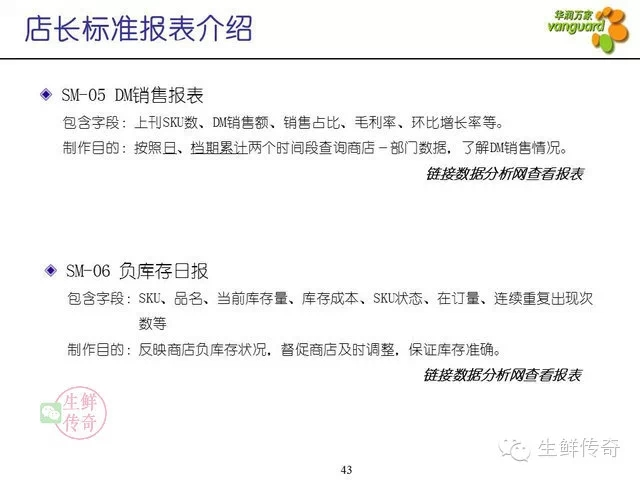 店长标准报表介绍
华润万家
vanguard
SM-05 DM销售报表
包含字段：上刊SKU数、DM销售额、销售占比、毛利率、环比增长率等。
制作目的：按照日、档期累计两个时间段查询商店－部门数据，了解DM销售情况。
链接数据分析网查看报表
SM-06 负库存日报
包含字段：SKU、品名、当前库存量、库存成本、SKU状态、在订量、连续重复出现次
数等
制作目的：反映商店负库存状况，督促商店及时调整，保证库存准确。
链接数据分析网查看报表
生鲜
传奇
生鲜传奇
43